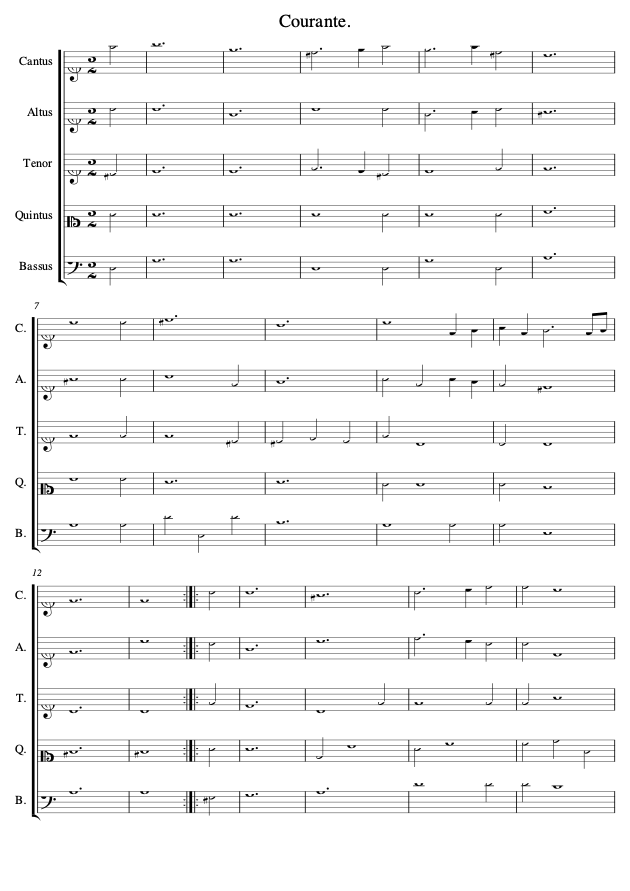 Courante.
Cantus
Altus
Tenor
Quintus
Bassus
7
C.
A.
T.
Q.
B.
12
C.
A.
T.
Q.
B.